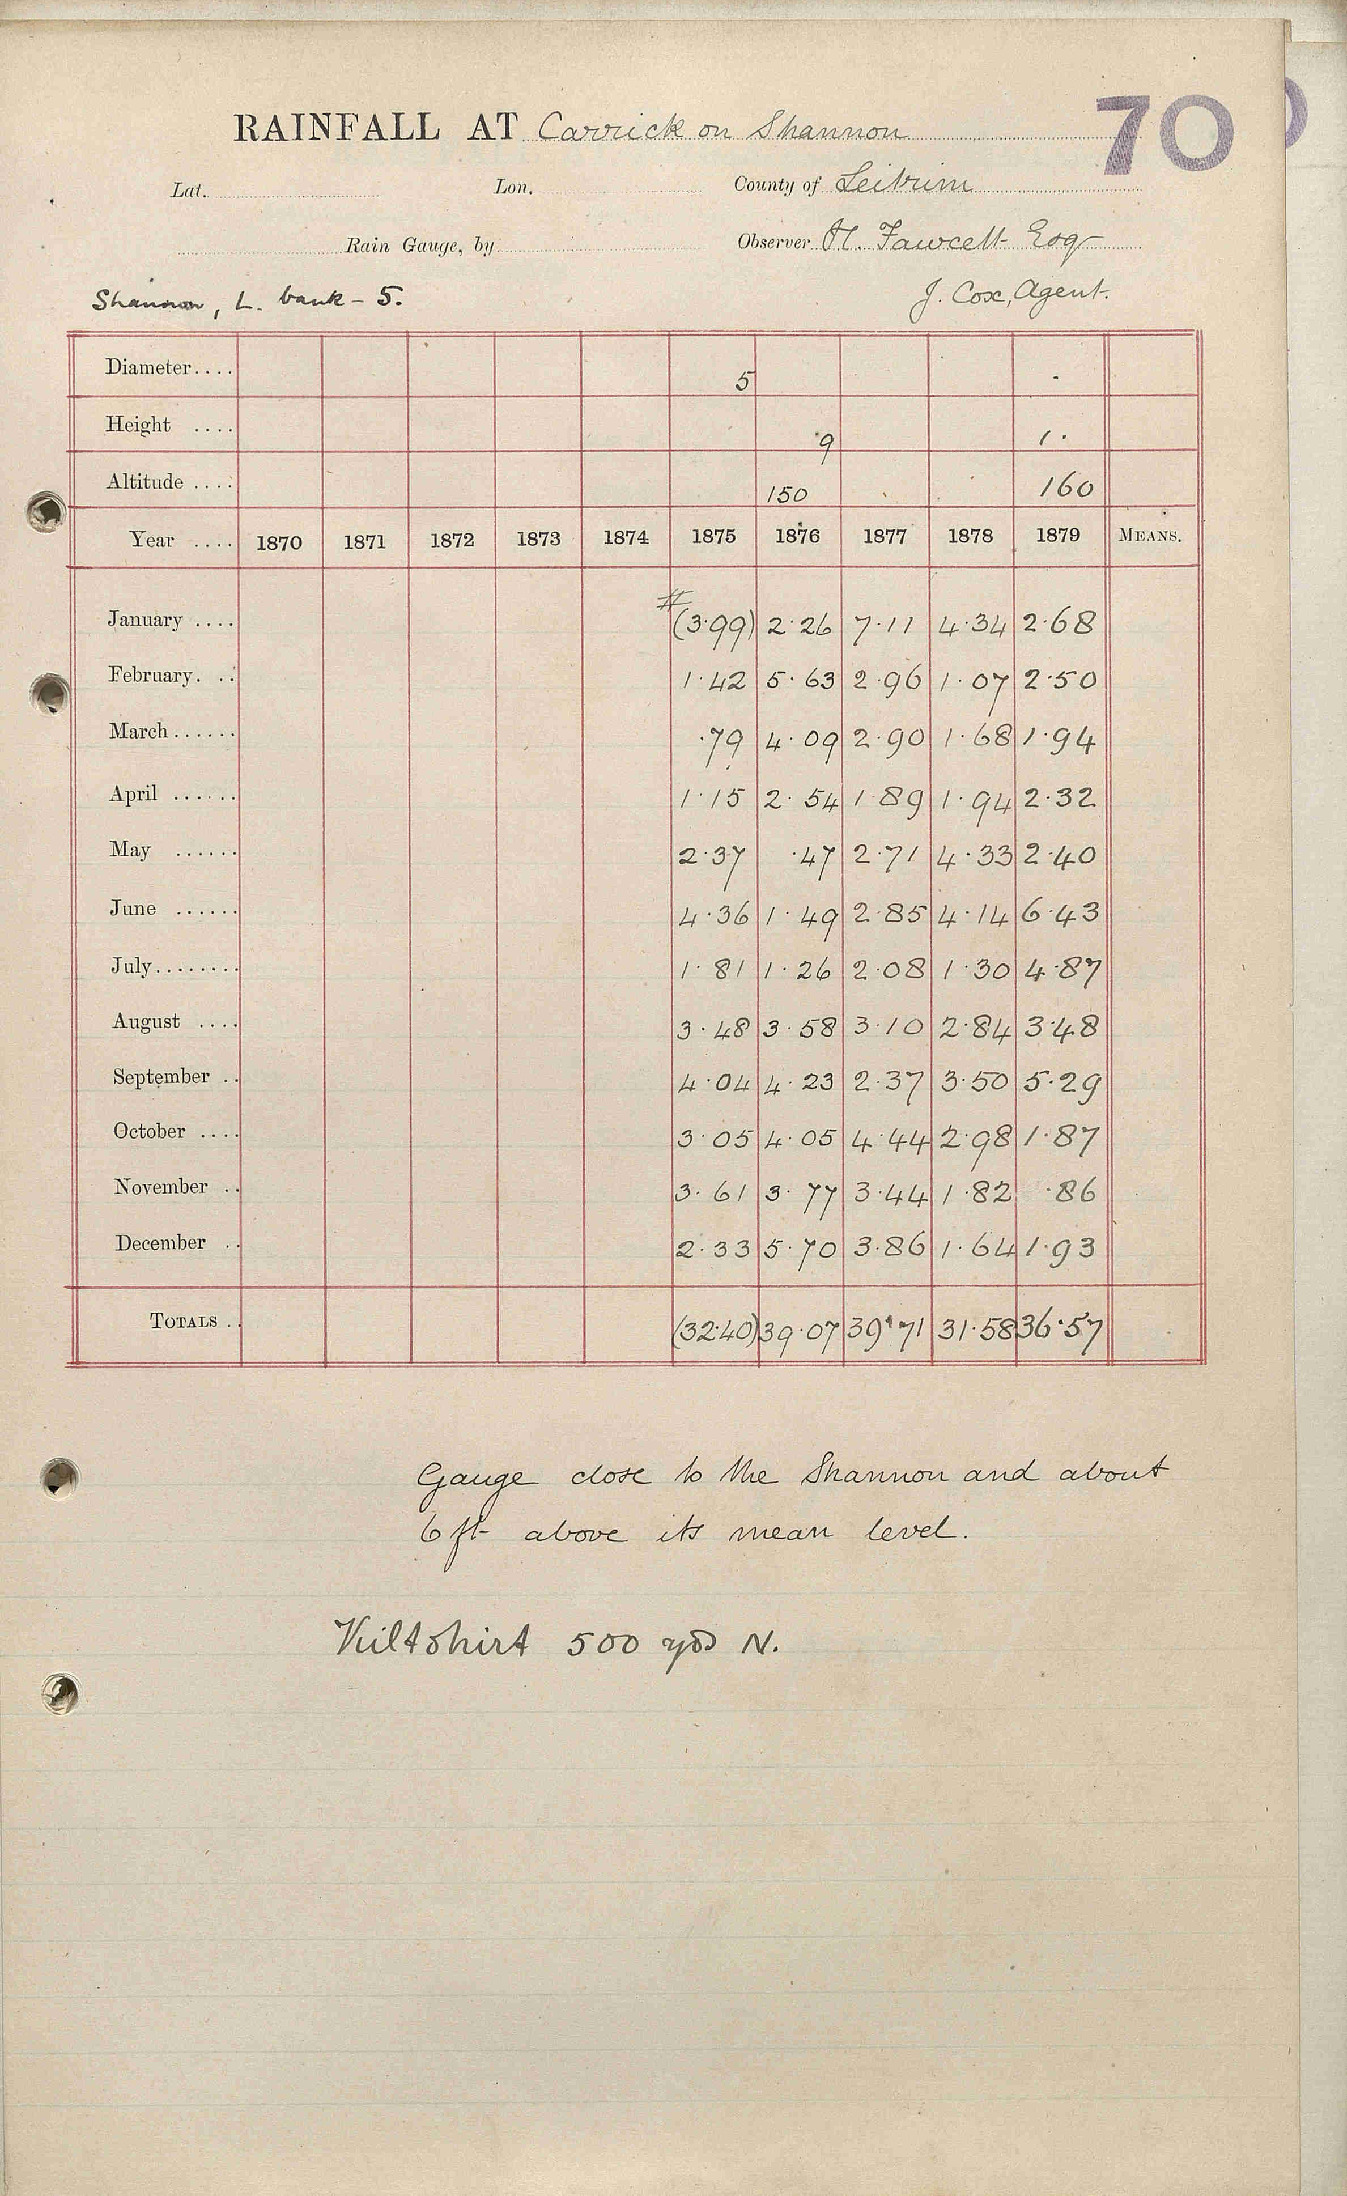 70
RAINFALL AT Carrick on Shannon
Lat. Lon. County of Leitrim
Rain Gauge, by Observer H. Fawcett Esq
Shannon, L. bank - 5. J. Cox, Agent.
Diameter.... 5
Height .... 9 1.
Altitude .... 150 160
Year .... 1870 1871 1872 1873 1874 1875 1876 1877 1878 1879 MEANS.
January .... #(3.99) 2.26 7.11 4.34 2.68
February. .. 1.42 5.63 2.96 1.07 2.50
March...... .79 4.09 2.90 1.68 1.94
April ...... 1.15 2.54 1.89 1.94 2.32
May ...... 2.37 .47 2.71 4.33 2.40
June ...... 4.36 1.49 2.85 4.14 6.43
July........ 1.81 1.26 2.08 1.30 4.87
August .... 3.48 3.58 3.10 2.84 3.48
September .. 4.04 4.23 2.37 3.50 5.29
October .... 3.05 4.05 4.44 2.98 1.87
November .. 3.61 3.77 3.44 1.82 .86
December .. 2.33 5.70 3.86 1.64 1.93
TOTALS .. (32.40) 39.07 39.71 31.58 36.57
Gauge close to the Shannon and about
6 ft above its mean level.
Kiltshirt 500 yds N.